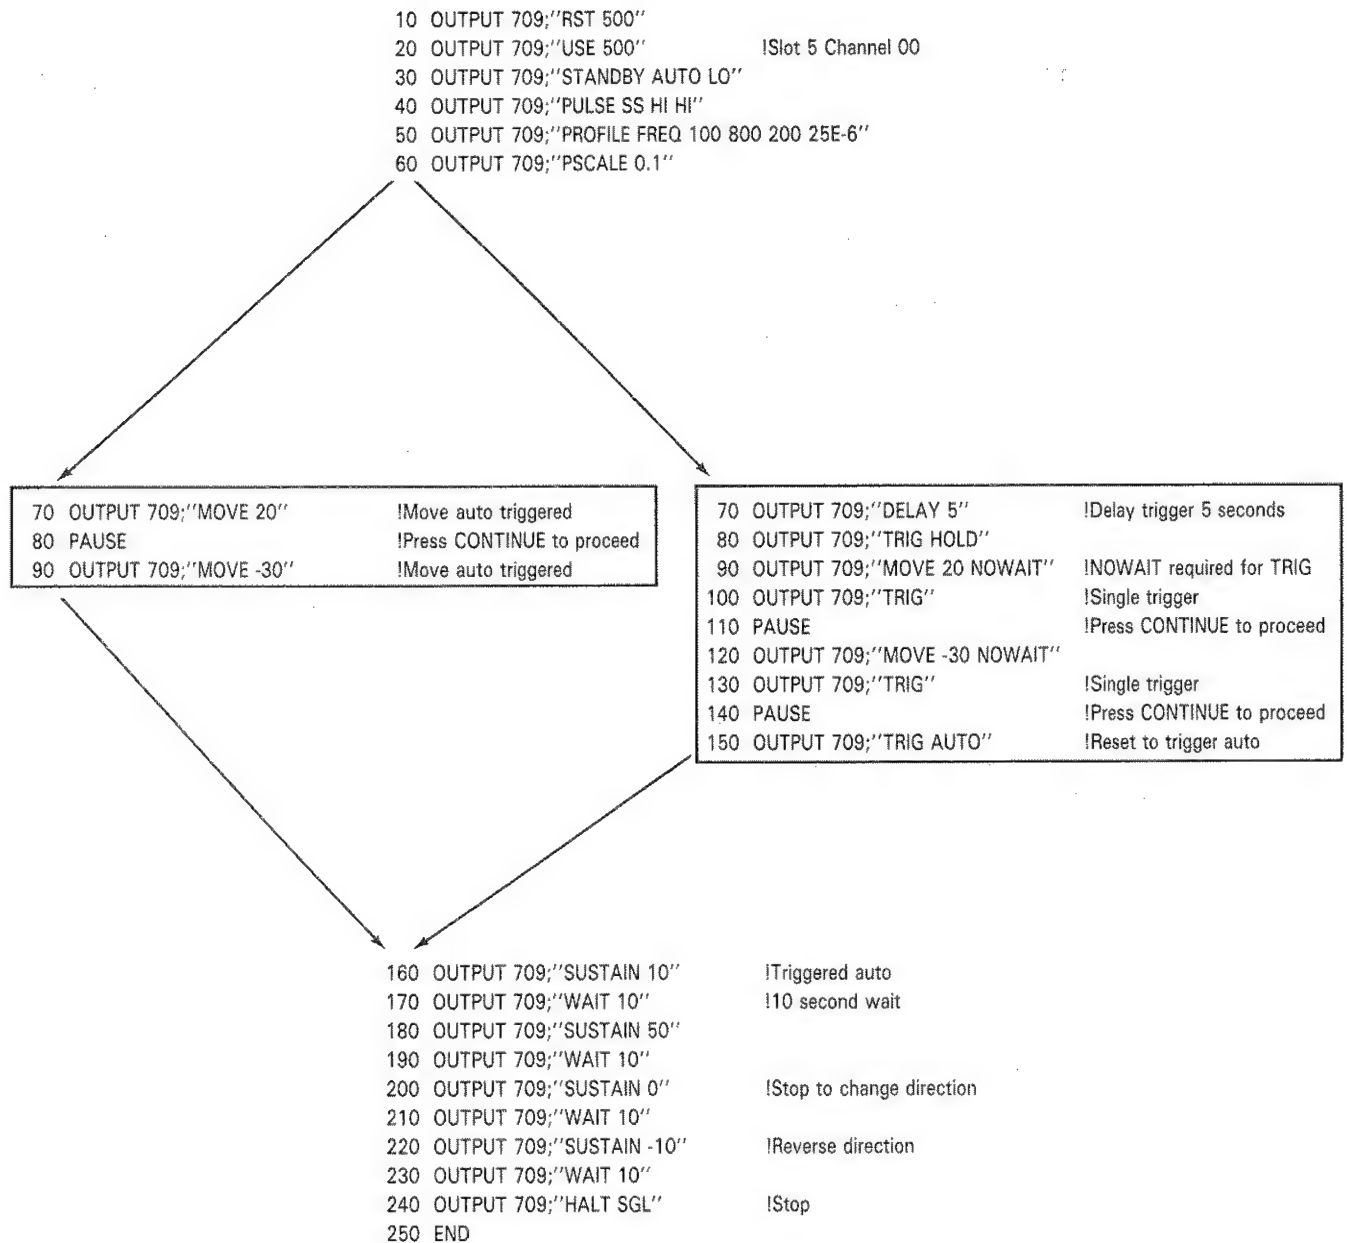 10 OUTPUT 709;"RST 500"
20 OUTPUT 709;"USE 500" !Slot 5 Channel 00
30 OUTPUT 709;"STANDBY AUTO LO"
40 OUTPUT 709;"PULSE SS HI HI"
50 OUTPUT 709;"PROFILE FREQ 100 800 200 25E-6"
60 OUTPUT 709;"PSCALE 0.1"
70 OUTPUT 709;"MOVE 20" !Move auto triggered
80 PAUSE !Press CONTINUE to proceed
90 OUTPUT 709;"MOVE -30" !Move auto triggered
70 OUTPUT 709;"DELAY 5" !Delay trigger 5 seconds
80 OUTPUT 709;"TRIG HOLD"
90 OUTPUT 709;"MOVE 20 NOWAIT" !NOWAIT required for TRIG
100 OUTPUT 709;"TRIG" !Single trigger
110 PAUSE !Press CONTINUE to proceed
120 OUTPUT 709;"MOVE -30 NOWAIT"
130 OUTPUT 709;"TRIG" !Single trigger
140 PAUSE !Press CONTINUE to proceed
150 OUTPUT 709;"TRIG AUTO" !Reset to trigger auto
160 OUTPUT 709;"SUSTAIN 10" !Triggered auto
170 OUTPUT 709;"WAIT 10" !10 second wait
180 OUTPUT 709;"SUSTAIN 50"
190 OUTPUT 709;"WAIT 10"
200 OUTPUT 709;"SUSTAIN 0" !Stop to change direction
210 OUTPUT 709;"WAIT 10"
220 OUTPUT 709;"SUSTAIN -10" !Reverse direction
230 OUTPUT 709;"WAIT 10"
240 OUTPUT 709;"HALT SGL" !Stop
250 END